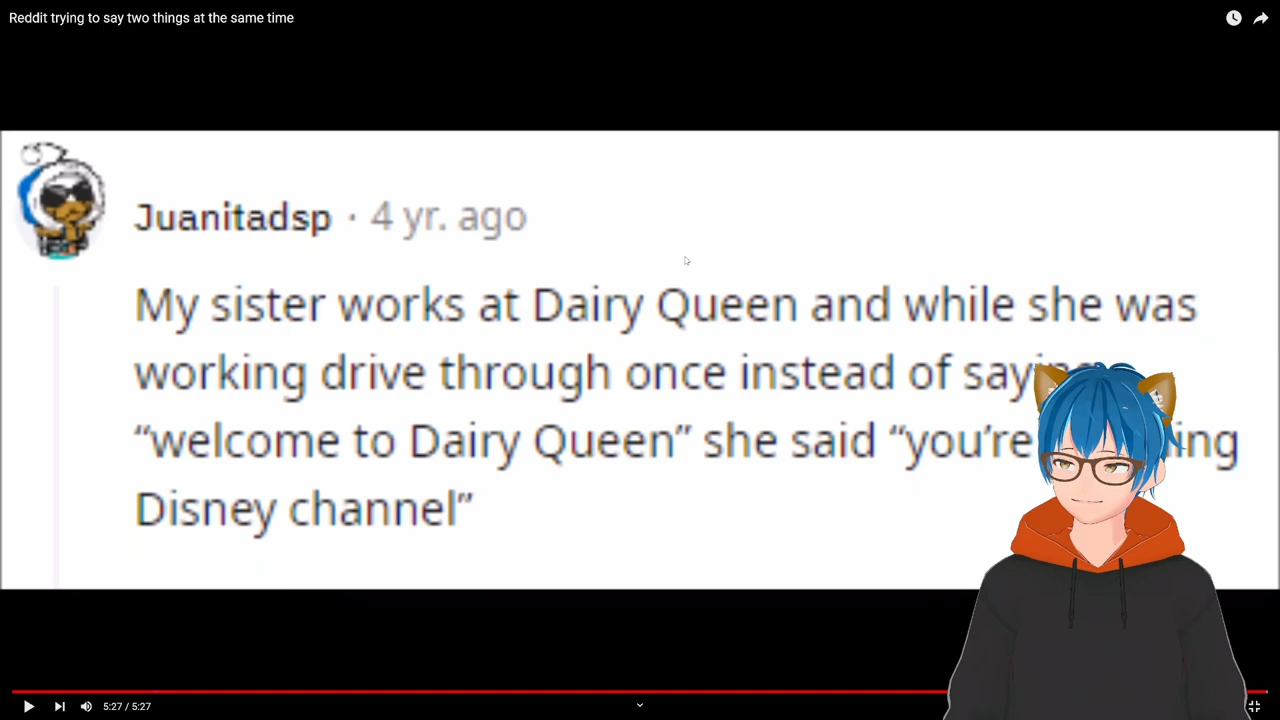 Reddit trying to say two things at the same time
Juanitadsp · 4 yr. ago
My sister works at Dairy Queen and while she was
working drive through once instead of
“welcome to Dairy Queen” she said “you’re
Disney channel”
5:27 / 5:27